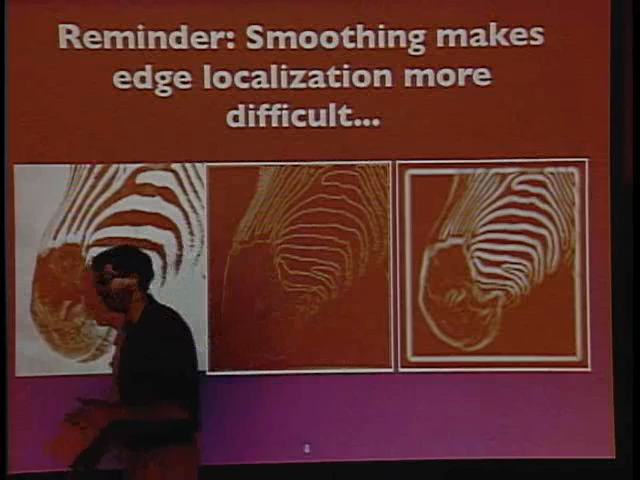 Reminder: Smoothing makes
edge localization more
difficult...